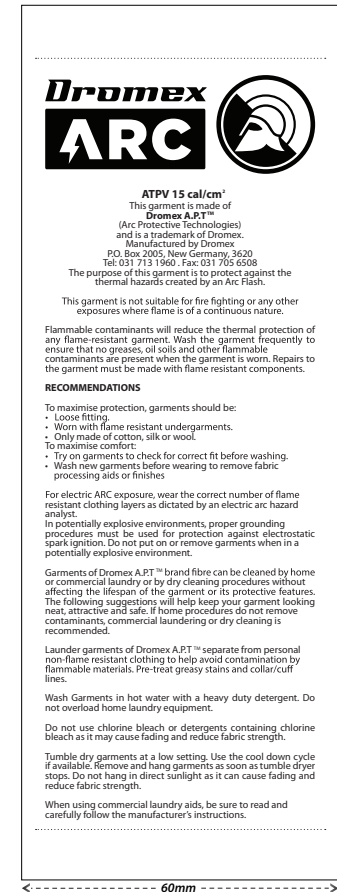 Dromex
ARC
ATPV 15 cal/cm²
This garment is made of
Dromex A.P.T™
(Arc Protective Technologies)
and is a trademark of Dromex.
Manufactured by Dromex
P.O. Box 2005, New Germany, 3620
Tel: 031 713 1960 . Fax: 031 705 6508
The purpose of this garment is to protect against the
thermal hazards created by an Arc Flash.
This garment is not suitable for fire fighting or any other
exposures where flame is of a continuous nature.
Flammable contaminants will reduce the thermal protection of
any flame-resistant garment. Wash the garment frequently to
ensure that no greases, oil soils and other flammable
contaminants are present when the garment is worn. Repairs to
the garment must be made with flame resistant components.
RECOMMENDATIONS
To maximise protection, garments should be:
• Loose fitting.
• Worn with flame resistant undergarments.
• Only made of cotton, silk or wool.
To maximise comfort:
• Try on garments to check for correct fit before washing.
• Wash new garments before wearing to remove fabric
processing aids or finishes
For electric ARC exposure, wear the correct number of flame
resistant clothing layers as dictated by an electric arc hazard
analyst.
In potentially explosive environments, proper grounding
procedures must be used for protection against electrostatic
spark ignition. Do not put on or remove garments when in a
potentially explosive environment.
Garments of Dromex A.P.T ™ brand fibre can be cleaned by home
or commercial laundry or by dry cleaning procedures without
affecting the lifespan of the garment or its protective features.
The following suggestions will help keep your garment looking
neat, attractive and safe. If home procedures do not remove
contaminants, commercial laundering or dry cleaning is
recommended.
Launder garments of Dromex A.P.T ™ separate from personal
non-flame resistant clothing to help avoid contamination by
flammable materials. Pre-treat greasy stains and collar/cuff
lines.
Wash Garments in hot water with a heavy duty detergent. Do
not overload home laundry equipment.
Do not use chlorine bleach or detergents containing chlorine
bleach as it may cause fading and reduce fabric strength.
Tumble dry garments at a low setting. Use the cool down cycle
if available. Remove and hang garments as soon as tumble dryer
stops. Do not hang in direct sunlight as it can cause fading and
reduce fabric strength.
When using commercial laundry aids, be sure to read and
carefully follow the manufacturer's instructions.
60mm